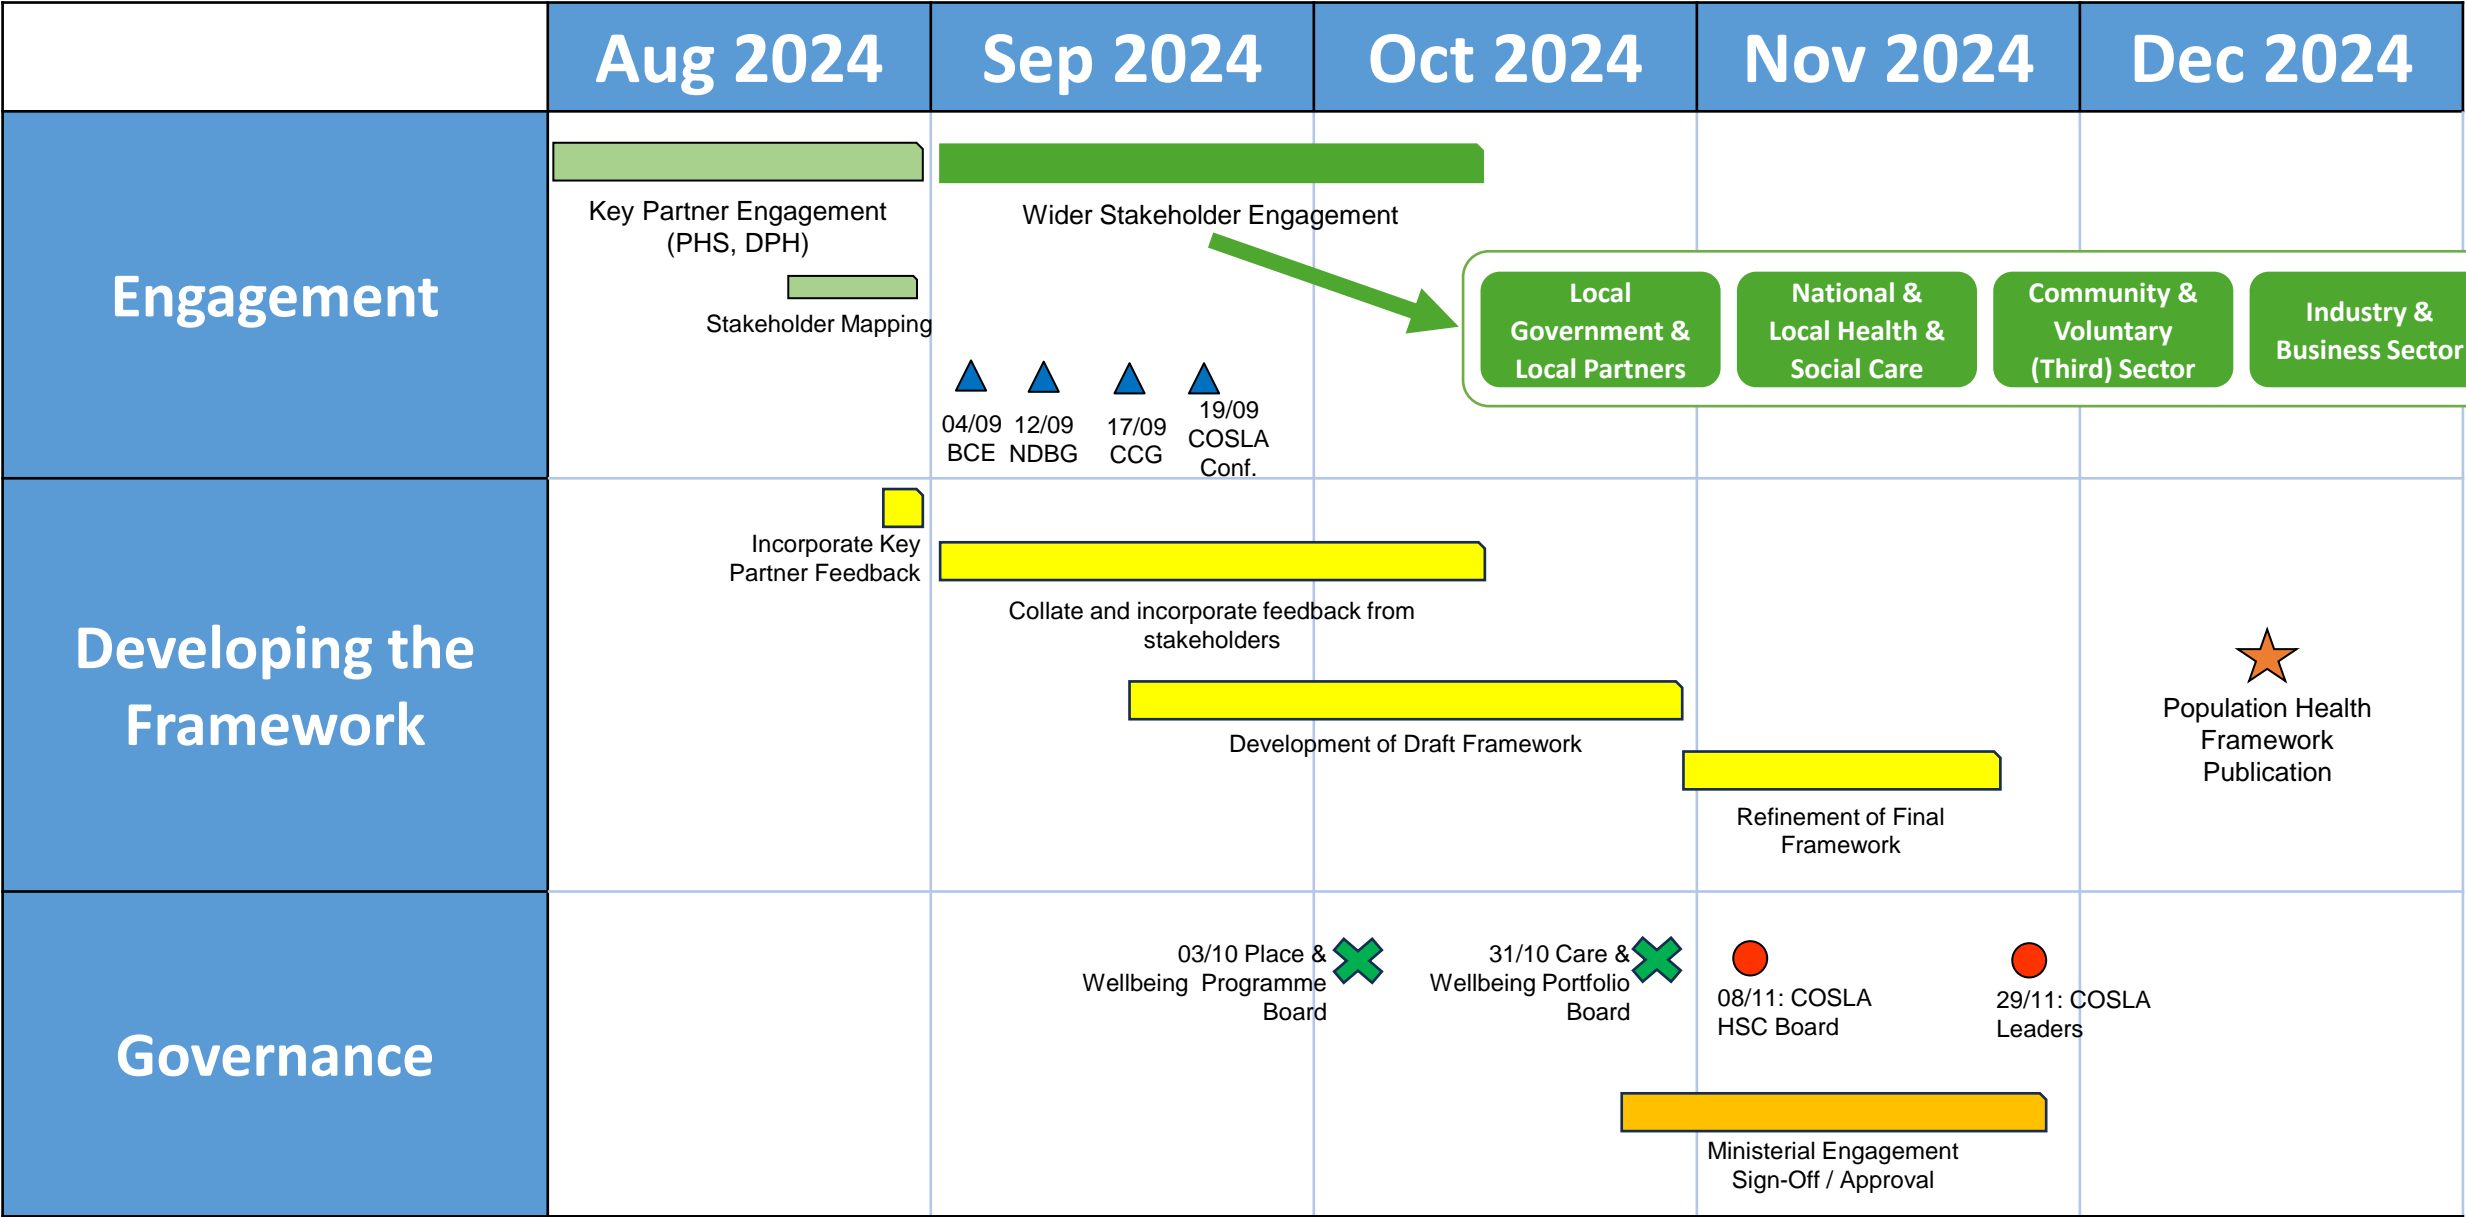 Aug 2024
Sep 2024
Oct 2024
Nov 2024
Dec 2024
Engagement
Key Partner Engagement
(PHS, DPH)
Stakeholder Mapping
Wider Stakeholder Engagement
Local
Government &
Local Partners
National &
Local Health &
Social Care
Community &
Voluntary
(Third) Sector
Industry &
Business Sector
04/09
BCE
12/09
NDBG
17/09
CCG
19/09
COSLA
Conf.
Developing the
Framework
Incorporate Key
Partner Feedback
Collate and incorporate feedback from
stakeholders
Development of Draft Framework
Refinement of Final
Framework
Population Health
Framework
Publication
Governance
03/10 Place &
Wellbeing Programme
Board
31/10 Care &
Wellbeing Portfolio
Board
08/11: COSLA
HSC Board
29/11: COSLA
Leaders
Ministerial Engagement
Sign-Off / Approval